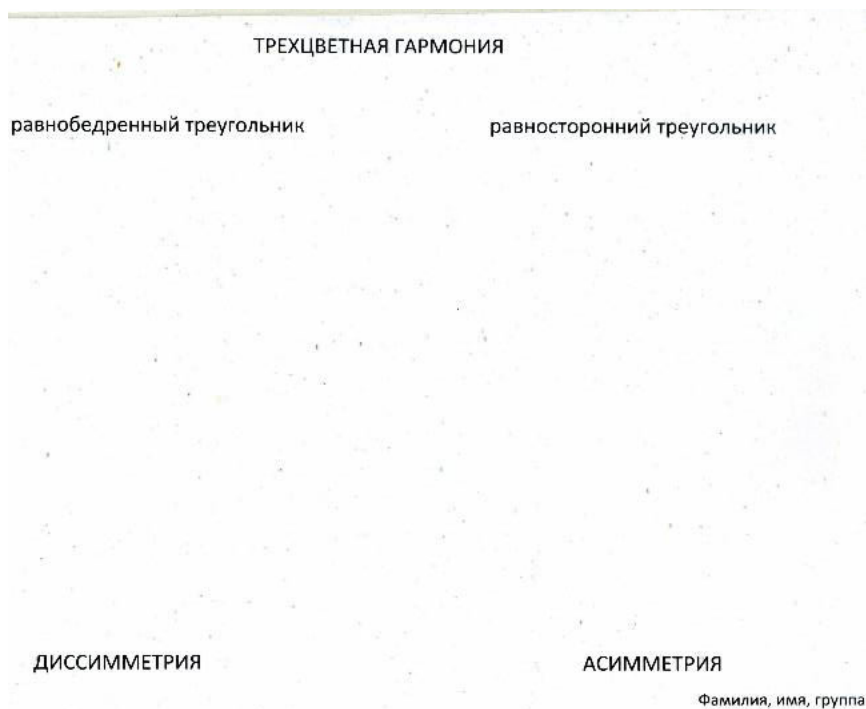 ТРЕХЦВЕТНАЯ ГАРМОНИЯ
равнобедренный треугольник равносторонний треугольник
ДИССИММЕТРИЯ АСИММЕТРИЯ
Фамилия, имя, группа